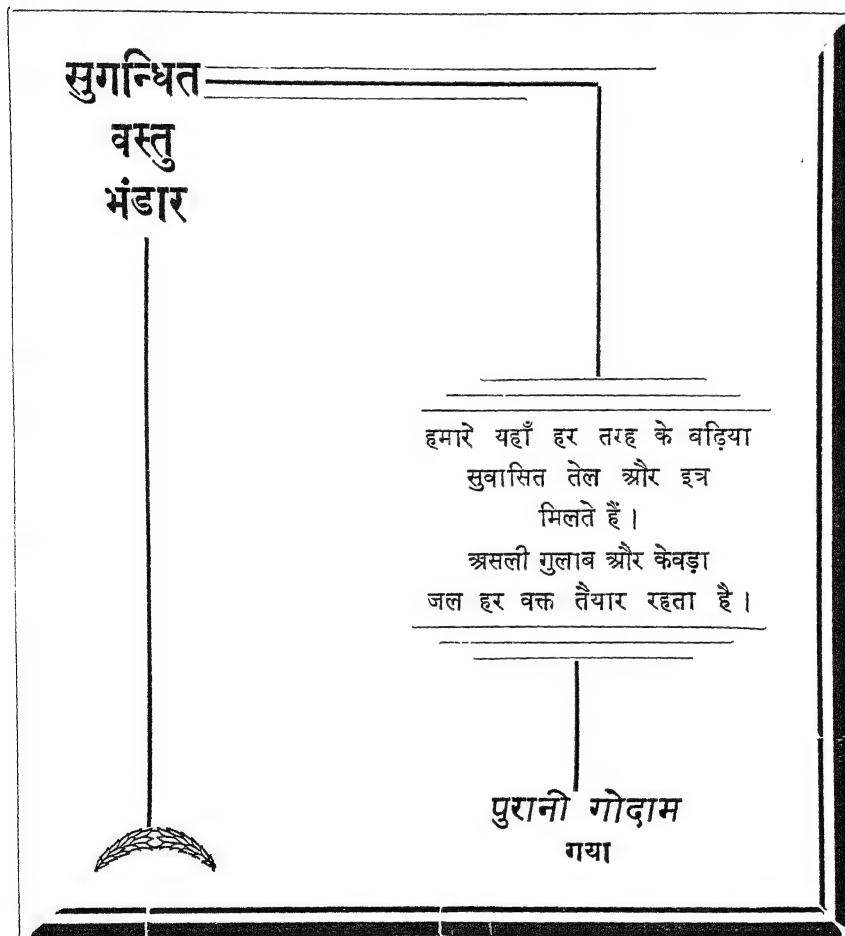 सुगन्धित
वस्तु
भंडार
हमारे यहाँ हर तरह के बढ़िया
सुवासित तेल और इत्र
मिलते हैं।
असली गुलाब और केवड़ा
जल हर वक्त तैयार रहता है।
पुरानी गोदाम
गया